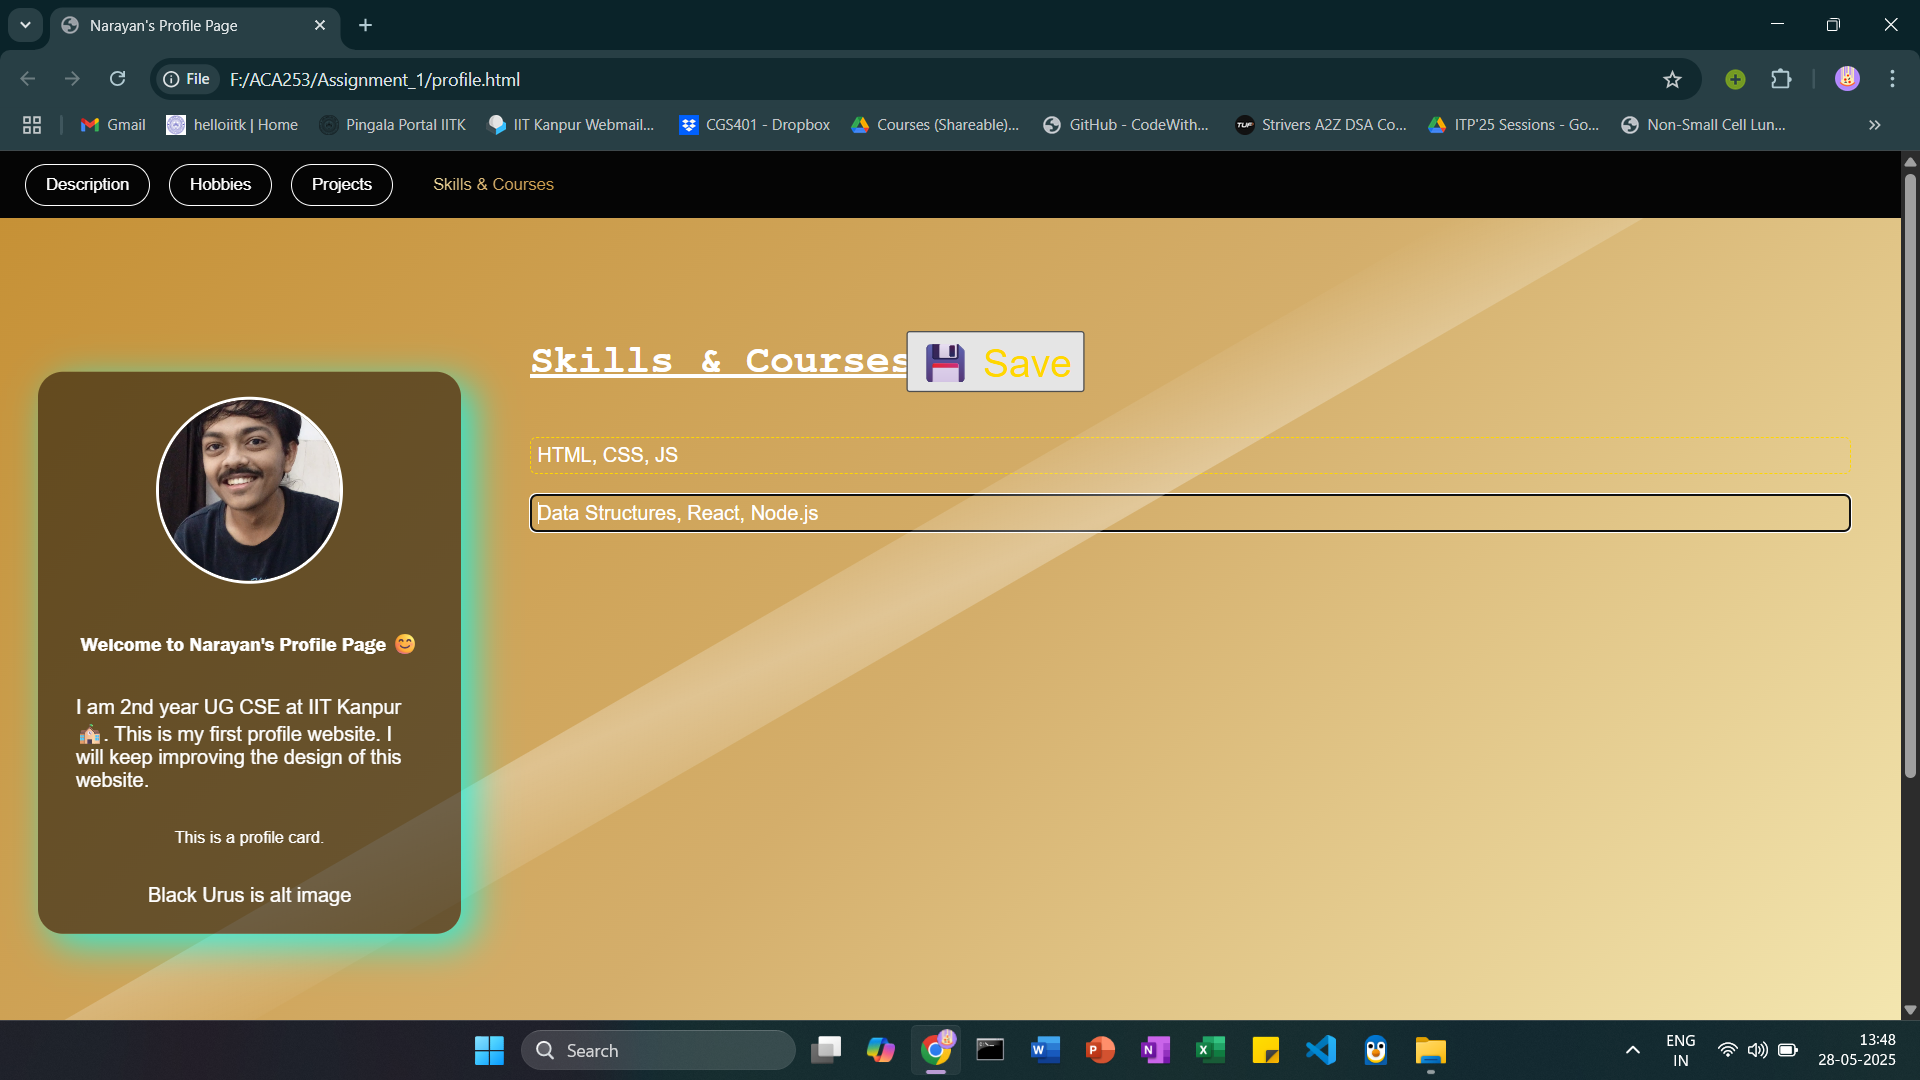 Narayan's Profile Page
File
F:/ACA253/Assignment_1/profile.html
Gmail
helloiitk | Home
Pingala Portal IITK
IIT Kanpur Webmail...
CGS401 - Dropbox
Courses (Shareable)...
GitHub - CodeWith...
TUF
Strivers A2Z DSA Co...
ITP'25 Sessions - Go...
Non-Small Cell Lun...
Description
Hobbies
Projects
Skills & Courses
Skills & Courses
Save
HTML, CSS, JS
Data Structures, React, Node.js
Welcome to Narayan's Profile Page 😊
I am 2nd year UG CSE at IIT Kanpur
🏫. This is my first profile website. I
will keep improving the design of this
website.
This is a profile card.
Black Urus is alt image
Search
ENG
IN
13:48
28-05-2025